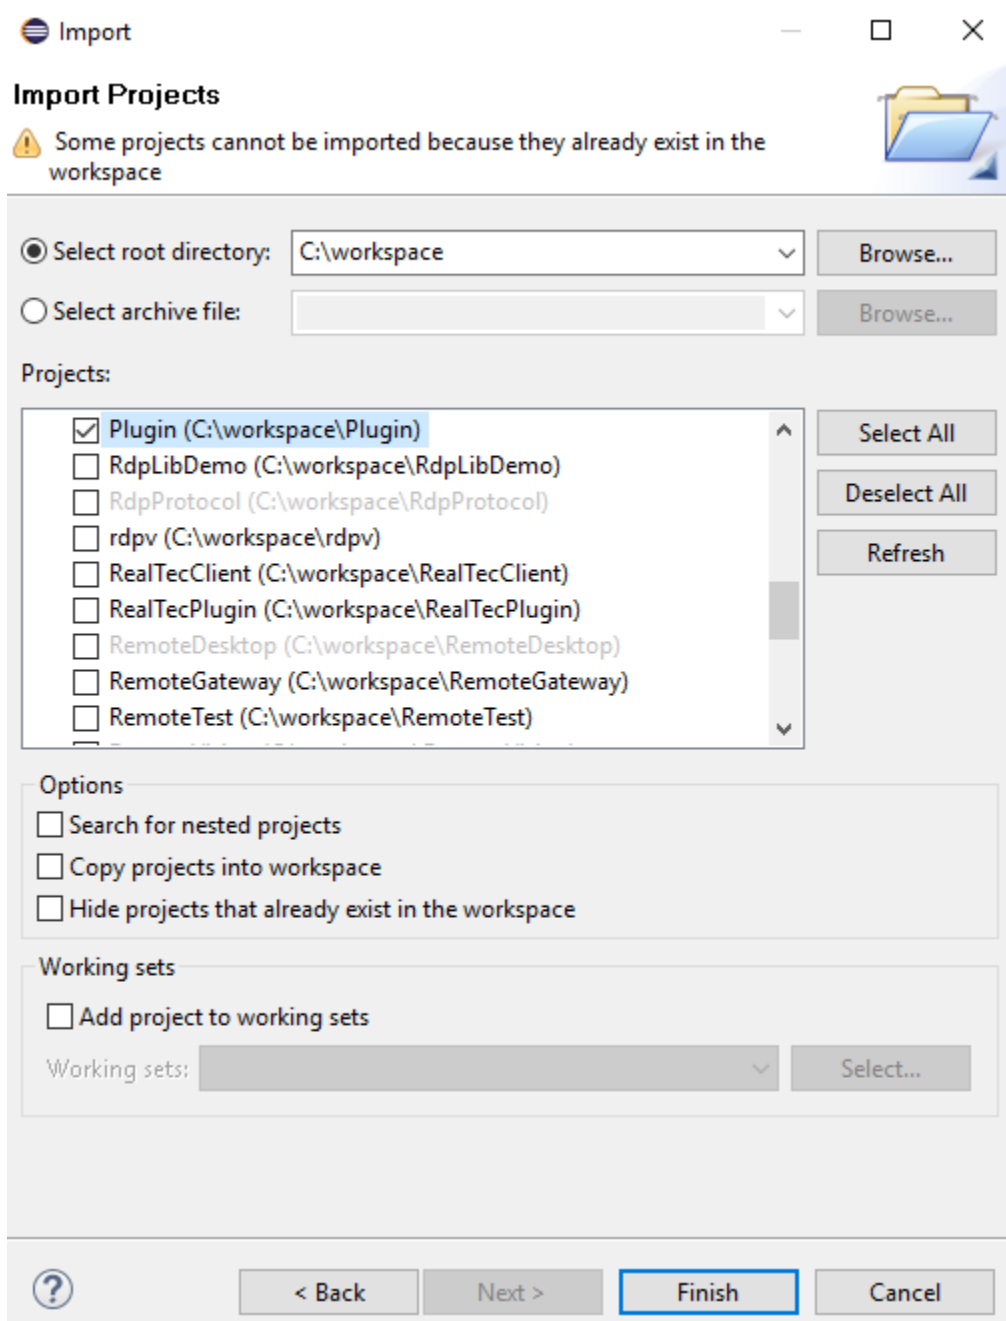 Import
Import Projects
Some projects cannot be imported because they already exist in the
workspace
Select root directory: C:\workspace Browse...
Select archive file: Browse...
Projects:
Plugin (C:\workspace\Plugin)
RdpLibDemo (C:\workspace\RdpLibDemo)
RdpProtocol (C:\workspace\RdpProtocol)
rdpv (C:\workspace\rdpv)
RealTecClient (C:\workspace\RealTecClient)
RealTecPlugin (C:\workspace\RealTecPlugin)
RemoteDesktop (C:\workspace\RemoteDesktop)
RemoteGateway (C:\workspace\RemoteGateway)
RemoteTest (C:\workspace\RemoteTest)
Select All
Deselect All
Refresh
Options
Search for nested projects
Copy projects into workspace
Hide projects that already exist in the workspace
Working sets
Add project to working sets
Working sets: Select...
? < Back Next > Finish Cancel